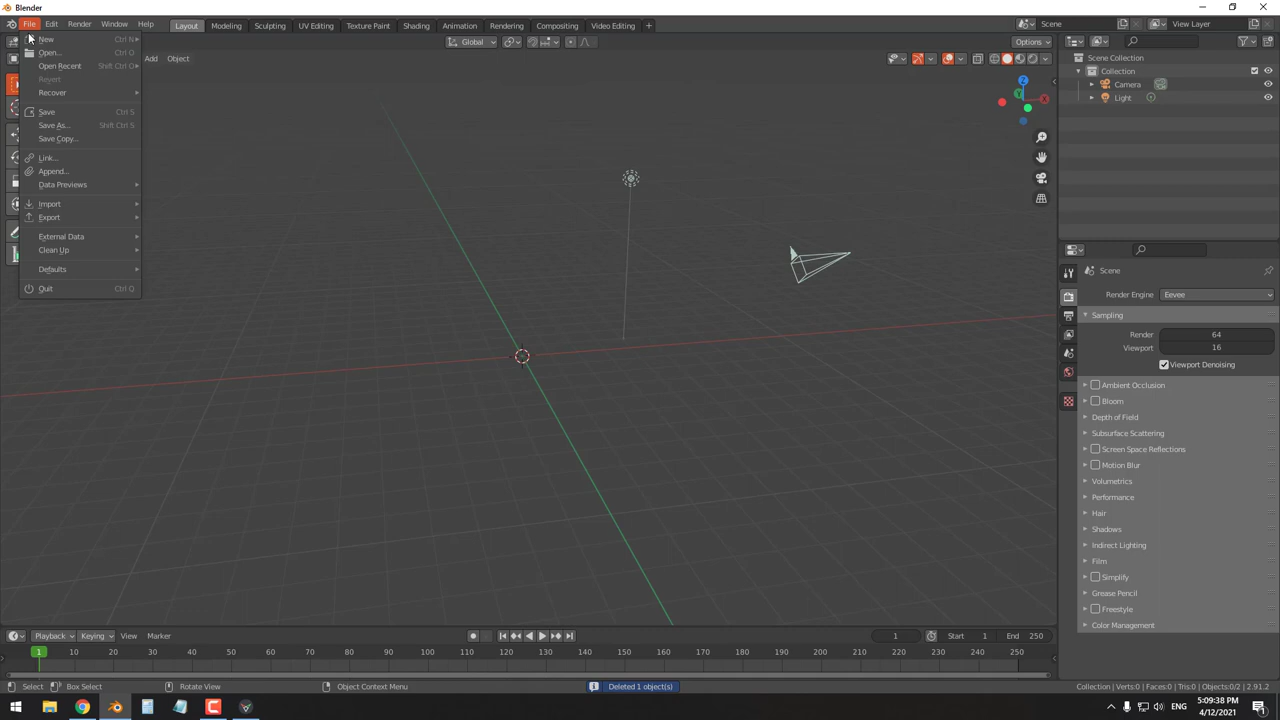 Blender
File Edit Render Window Help
Layout Modeling Sculpting UV Editing Texture Paint Shading Animation Rendering Compositing Video Editing +
Scene
View Layer
Global
Options
Add Object
New Ctrl N
Open... Ctrl O
Open Recent Shift Ctrl O
Revert
Recover
Save Ctrl S
Save As... Shift Ctrl S
Save Copy...
Link...
Append...
Data Previews
Import
Export
External Data
Clean Up
Defaults
Quit Ctrl Q
Z
Y
X
Scene Collection
Collection
Camera
Light
Scene
Render Engine Eevee
Sampling
Render 64
Viewport 16
Viewport Denoising
Ambient Occlusion
Bloom
Depth of Field
Subsurface Scattering
Screen Space Reflections
Motion Blur
Volumetrics
Performance
Hair
Shadows
Indirect Lighting
Film
Simplify
Grease Pencil
Freestyle
Color Management
Playback Keying View Marker
1 Start 1 End 250
1 10 20 30 40 50 60 70 80 90 100 110 120 130 140 150 160 170 180 190 200 210 220 230 240 250
Select Box Select Rotate View Object Context Menu
Deleted 1 object(s)
Collection | Verts:0 | Faces:0 | Tris:0 | Objects:0/2 | 2.91.2
ENG
5:09:38 PM
4/12/2021